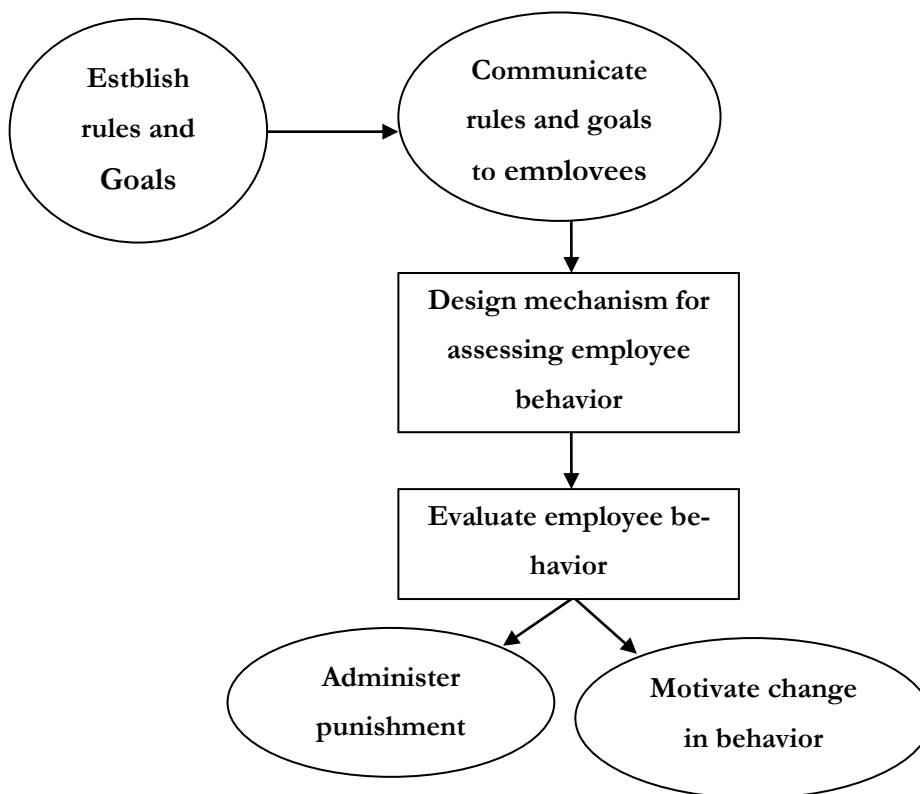 Estblish
rules and
Goals
Communicate
rules and goals
to employees
Design mechanism for
assessing employee
behavior
Evaluate employee be-
havior
Administer
punishment
Motivate change
in behavior